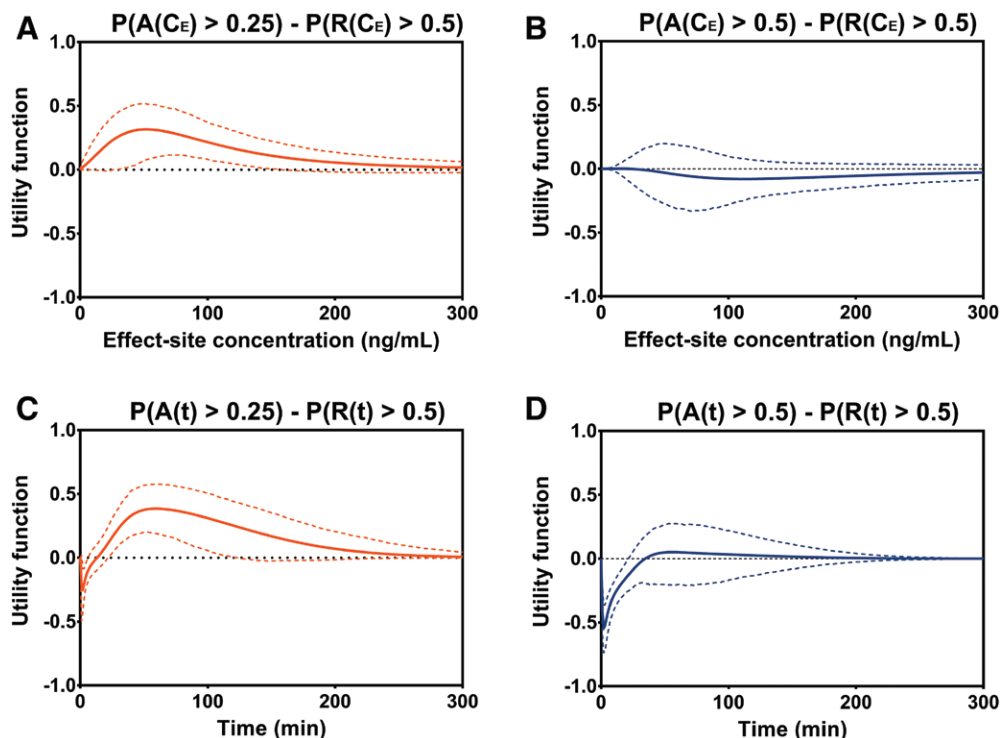 A
P(A(CE) > 0.25) - P(R(CE) > 0.5)
1.0
0.5
0.0
-0.5
-1.0
0
100
200
300
Utility function
Effect-site concentration (ng/mL)
B
P(A(CE) > 0.5) - P(R(CE) > 0.5)
1.0
0.5
0.0
-0.5
-1.0
0
100
200
300
Utility function
Effect-site concentration (ng/mL)
C
P(A(t) > 0.25) - P(R(t) > 0.5)
1.0
0.5
0.0
-0.5
-1.0
0
100
200
300
Utility function
Time (min)
D
P(A(t) > 0.5) - P(R(t) > 0.5)
1.0
0.5
0.0
-0.5
-1.0
0
100
200
300
Utility function
Time (min)